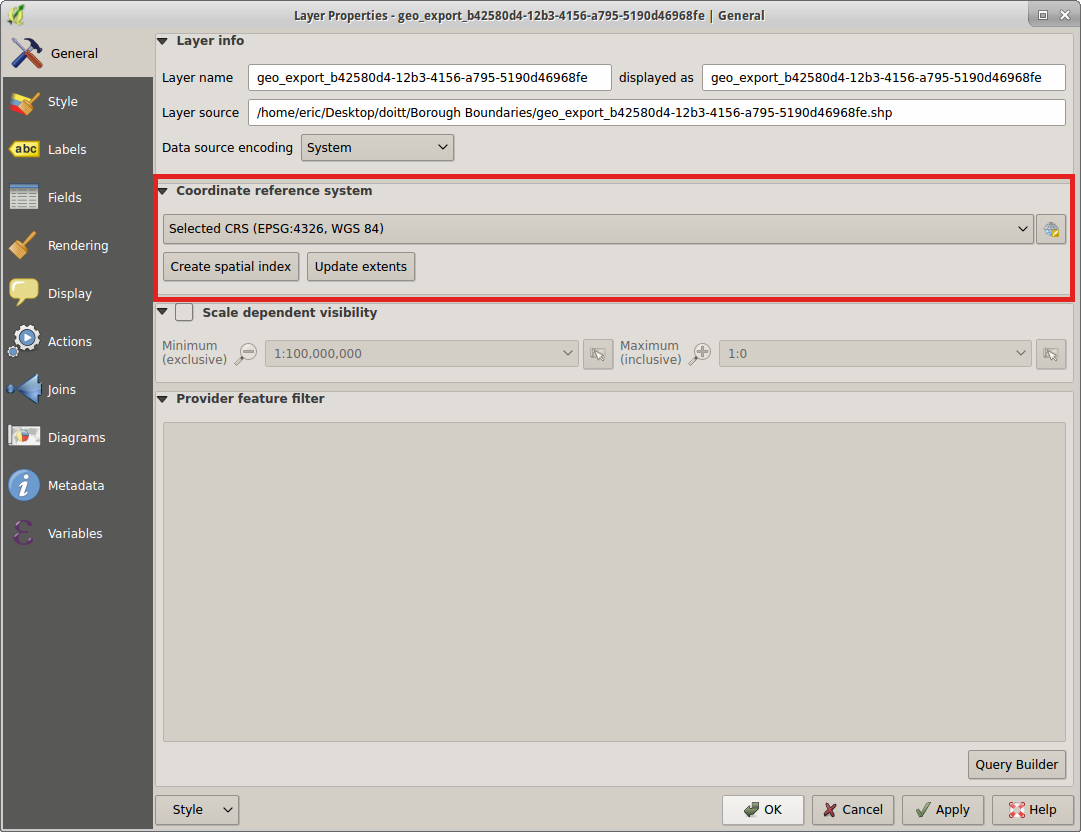 Layer Properties - geo_export_b42580d4-12b3-4156-a795-5190d46968fe | General
General
Style
abc Labels
Fields
Rendering
Display
Actions
Joins
Diagrams
Metadata
Variables
Layer info
Layer name geo_export_b42580d4-12b3-4156-a795-5190d46968fe displayed as geo_export_b42580d4-12b3-4156-a795-5190d46968fe
Layer source /home/eric/Desktop/doitt/Borough Boundaries/geo_export_b42580d4-12b3-4156-a795-5190d46968fe.shp
Data source encoding System
Coordinate reference system
Selected CRS (EPSG:4326, WGS 84)
Create spatial index Update extents
Scale dependent visibility
Minimum (exclusive) 1:100,000,000 Maximum (inclusive) 1:0
Provider feature filter
Query Builder
Style OK Cancel Apply Help